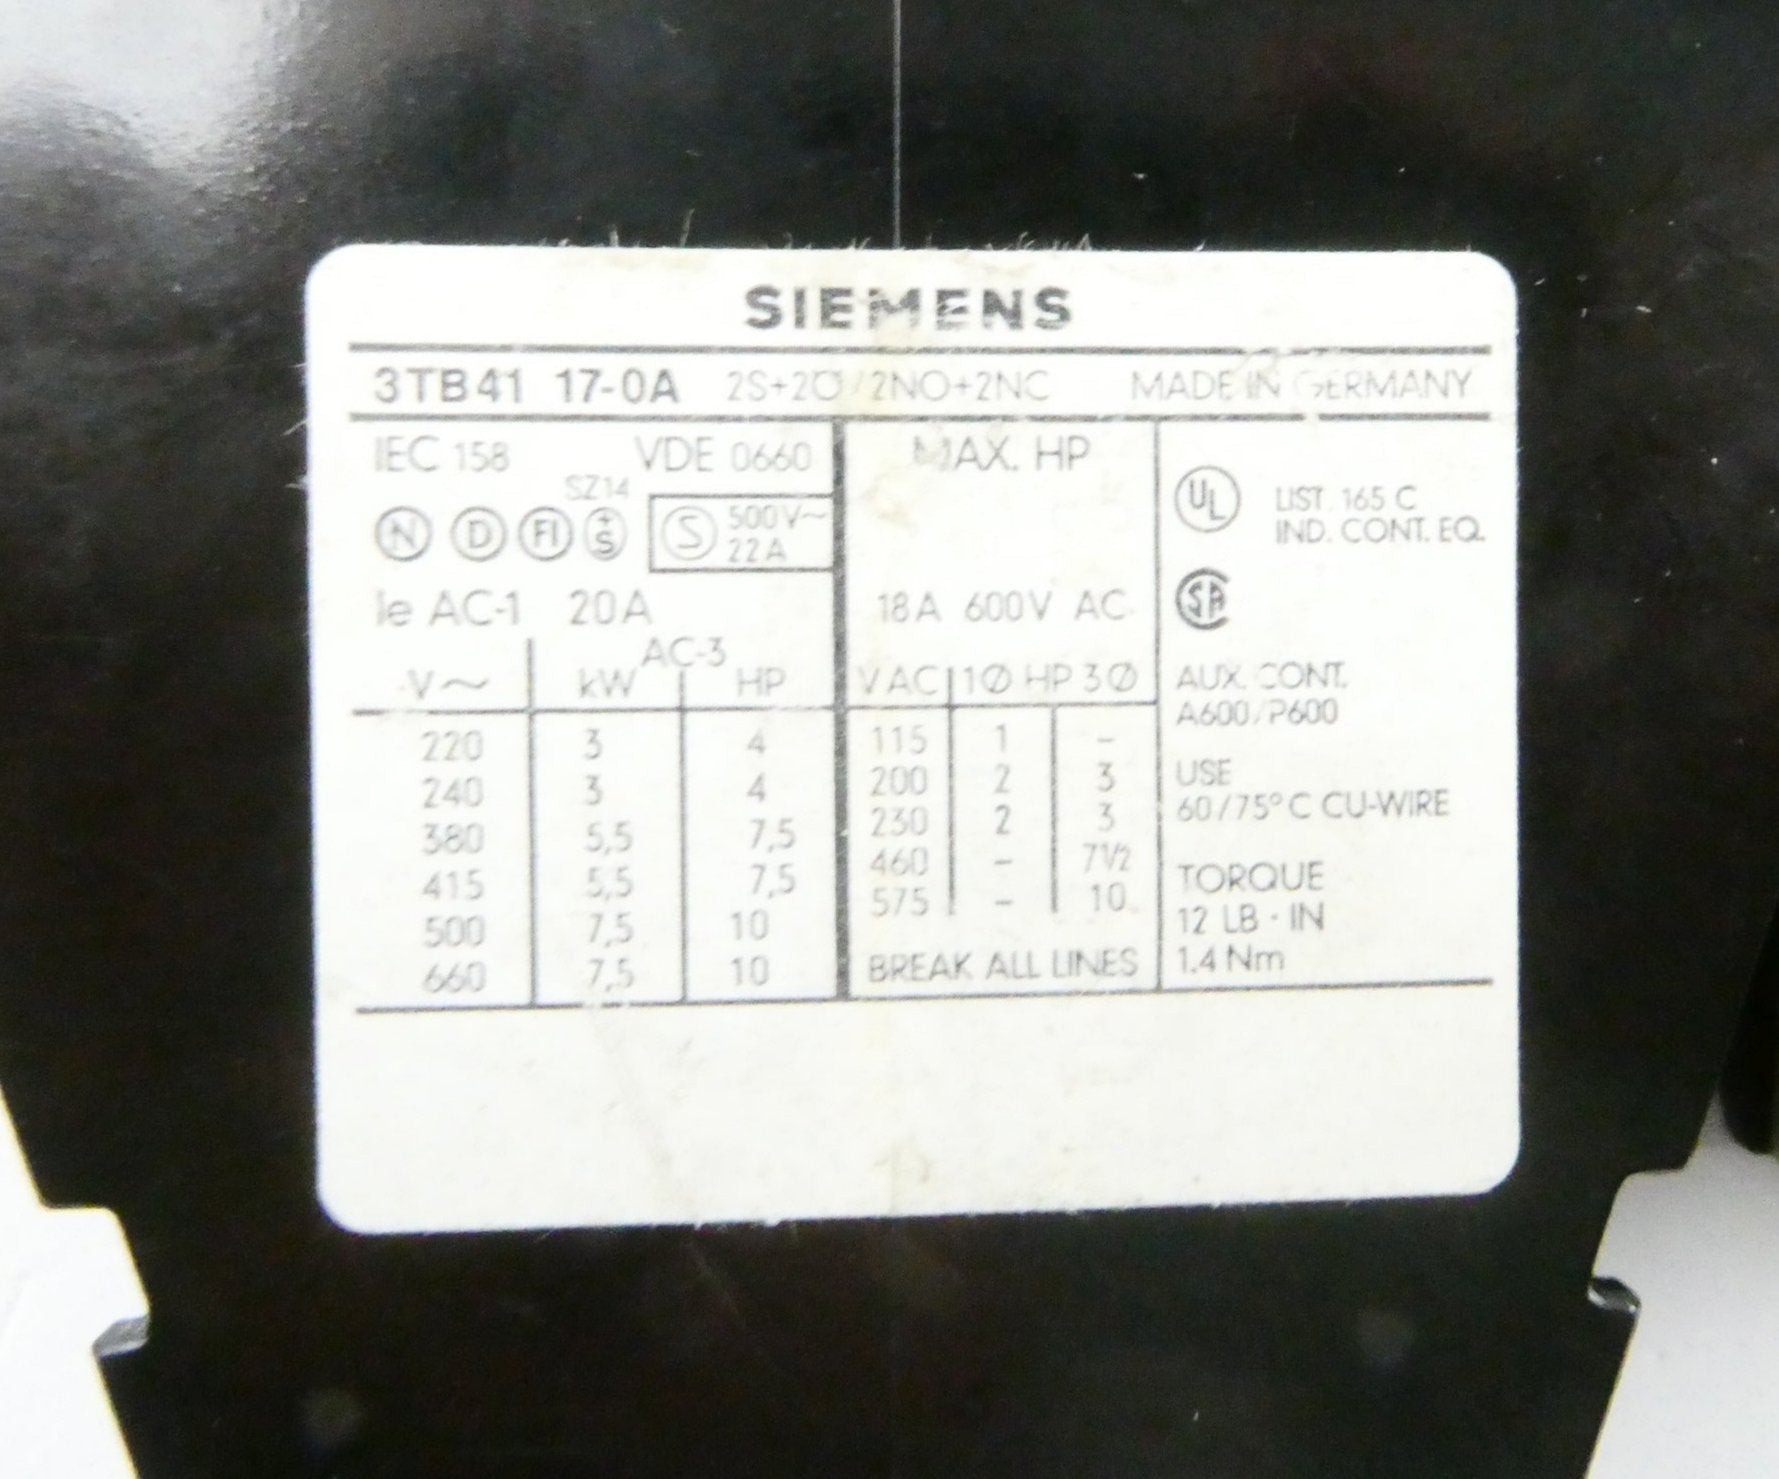 SIEMENS
3TB41 17-0A 2S+2Ö/2NO+2NC MADE IN GERMANY
IEC 158 VDE 0660
SZ14
N D FI +S S 500V~
22A
Ie AC-1 20A
AC-3
V~ kW HP
220 3 4
240 3 4
380 5,5 7,5
415 5,5 7,5
500 7,5 10
660 7,5 10
MAX. HP
18A 600V AC
V AC 1Ø HP 3Ø
115 1 -
200 2 3
230 2 3
460 - 7 1/2
575 - 10
BREAK ALL LINES
UL LIST. 165 C
IND. CONT. EQ.
SA
AUX. CONT.
A600/P600
USE
60/75°C CU-WIRE
TORQUE
12 LB · IN
1.4 Nm